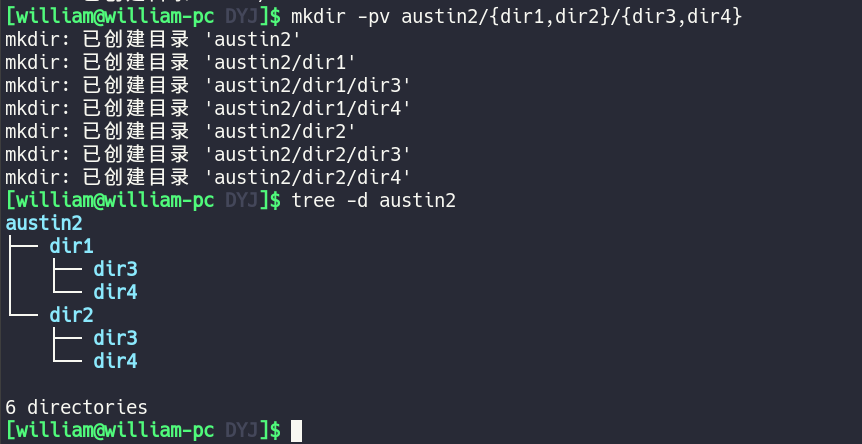 [william@william-pc DYJ]$ mkdir -pv austin2/{dir1,dir2}/{dir3,dir4}
mkdir: 已创建目录 'austin2'
mkdir: 已创建目录 'austin2/dir1'
mkdir: 已创建目录 'austin2/dir1/dir3'
mkdir: 已创建目录 'austin2/dir1/dir4'
mkdir: 已创建目录 'austin2/dir2'
mkdir: 已创建目录 'austin2/dir2/dir3'
mkdir: 已创建目录 'austin2/dir2/dir4'
[william@william-pc DYJ]$ tree -d austin2
austin2
├── dir1
│   ├── dir3
│   └── dir4
└── dir2
    ├── dir3
    └── dir4

6 directories
[william@william-pc DYJ]$